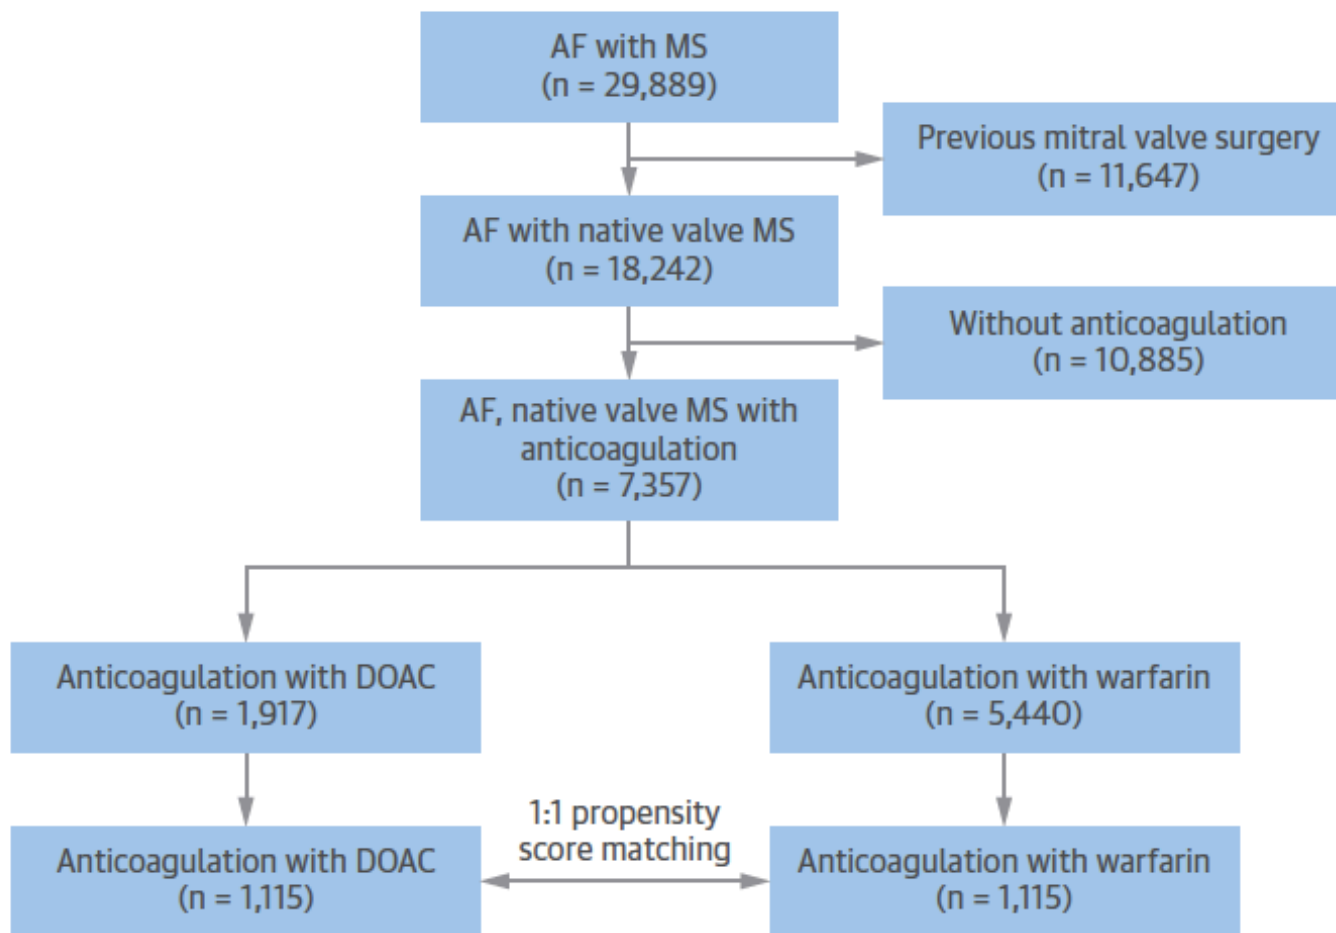 AF with MS
(n = 29,889)
Previous mitral valve surgery
(n = 11,647)
AF with native valve MS
(n = 18,242)
Without anticoagulation
(n = 10,885)
AF, native valve MS with
anticoagulation
(n = 7,357)
Anticoagulation with DOAC
(n = 1,917)
Anticoagulation with warfarin
(n = 5,440)
1:1 propensity
score matching
Anticoagulation with DOAC
(n = 1,115)
Anticoagulation with warfarin
(n = 1,115)